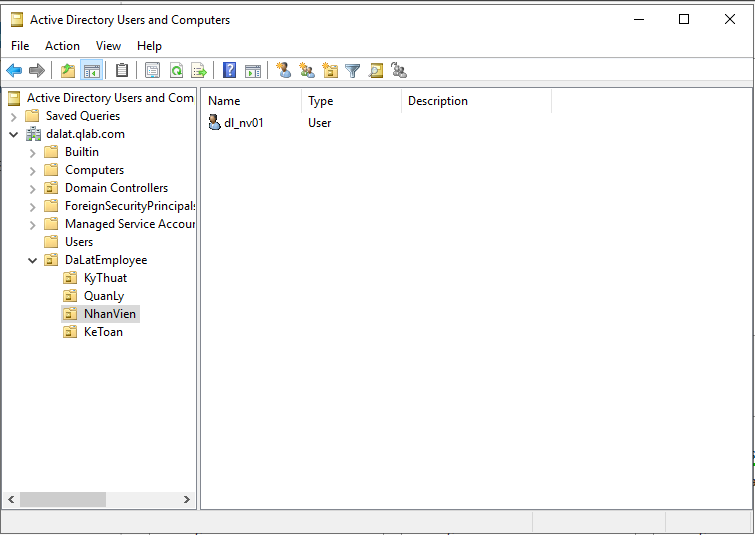 Active Directory Users and Computers
File Action View Help
Active Directory Users and Com
Saved Queries
dalat.qlab.com
Builtin
Computers
Domain Controllers
ForeignSecurityPrincipals
Managed Service Accour
Users
DaLatEmployee
KyThuat
QuanLy
NhanVien
KeToan
Name Type Description
dl_nv01 User